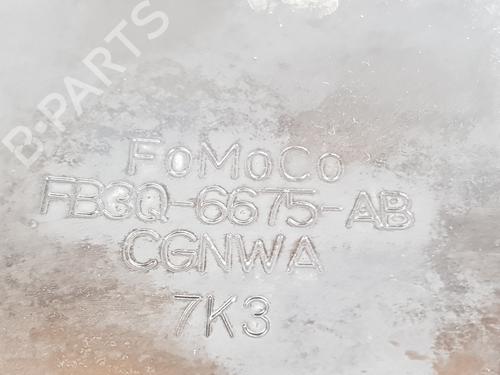 B-PARTS
FoMoCo
FB3Q-6675-AB
CGNWA
7K3